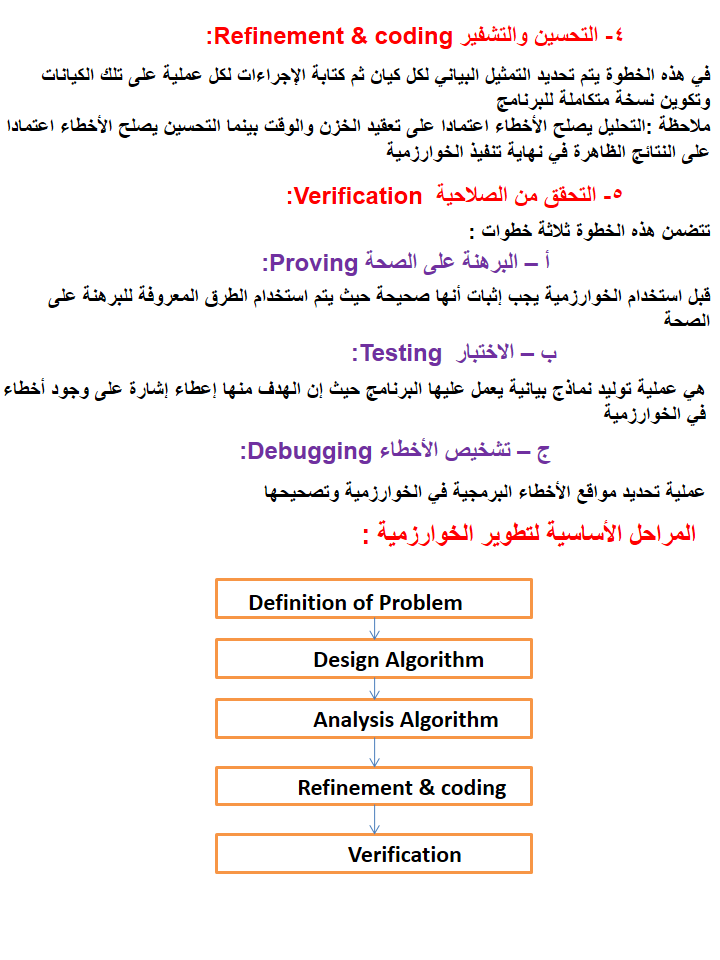 ٤- التحسين والتشفير Refinement & coding:
في هذه الخطوة يتم تحديد التمثيل البياني لكل كيان ثم كتابة الإجراءات لكل عملية على تلك الكيانات
وتكوين نسخة متكاملة للبرنامج
ملاحظة :التحليل يصلح الأخطاء اعتمادا على تعقيد الخزن والوقت بينما التحسين يصلح الأخطاء اعتمادا
على النتائج الظاهرة في نهاية تنفيذ الخوارزمية
٥- التحقق من الصلاحية Verification:
تتضمن هذه الخطوة ثلاثة خطوات :
أ – البرهنة على الصحة Proving:
قبل استخدام الخوارزمية يجب إثبات أنها صحيحة حيث يتم استخدام الطرق المعروفة للبرهنة على
الصحة
ب – الاختبار Testing:
هي عملية توليد نماذج بيانية يعمل عليها البرنامج حيث إن الهدف منها إعطاء إشارة على وجود أخطاء
في الخوارزمية
ج – تشخيص الأخطاء Debugging:
عملية تحديد مواقع الأخطاء البرمجية في الخوارزمية وتصحيحها
المراحل الأساسية لتطوير الخوارزمية :
Definition of Problem
Design Algorithm
Analysis Algorithm
Refinement & coding
Verification